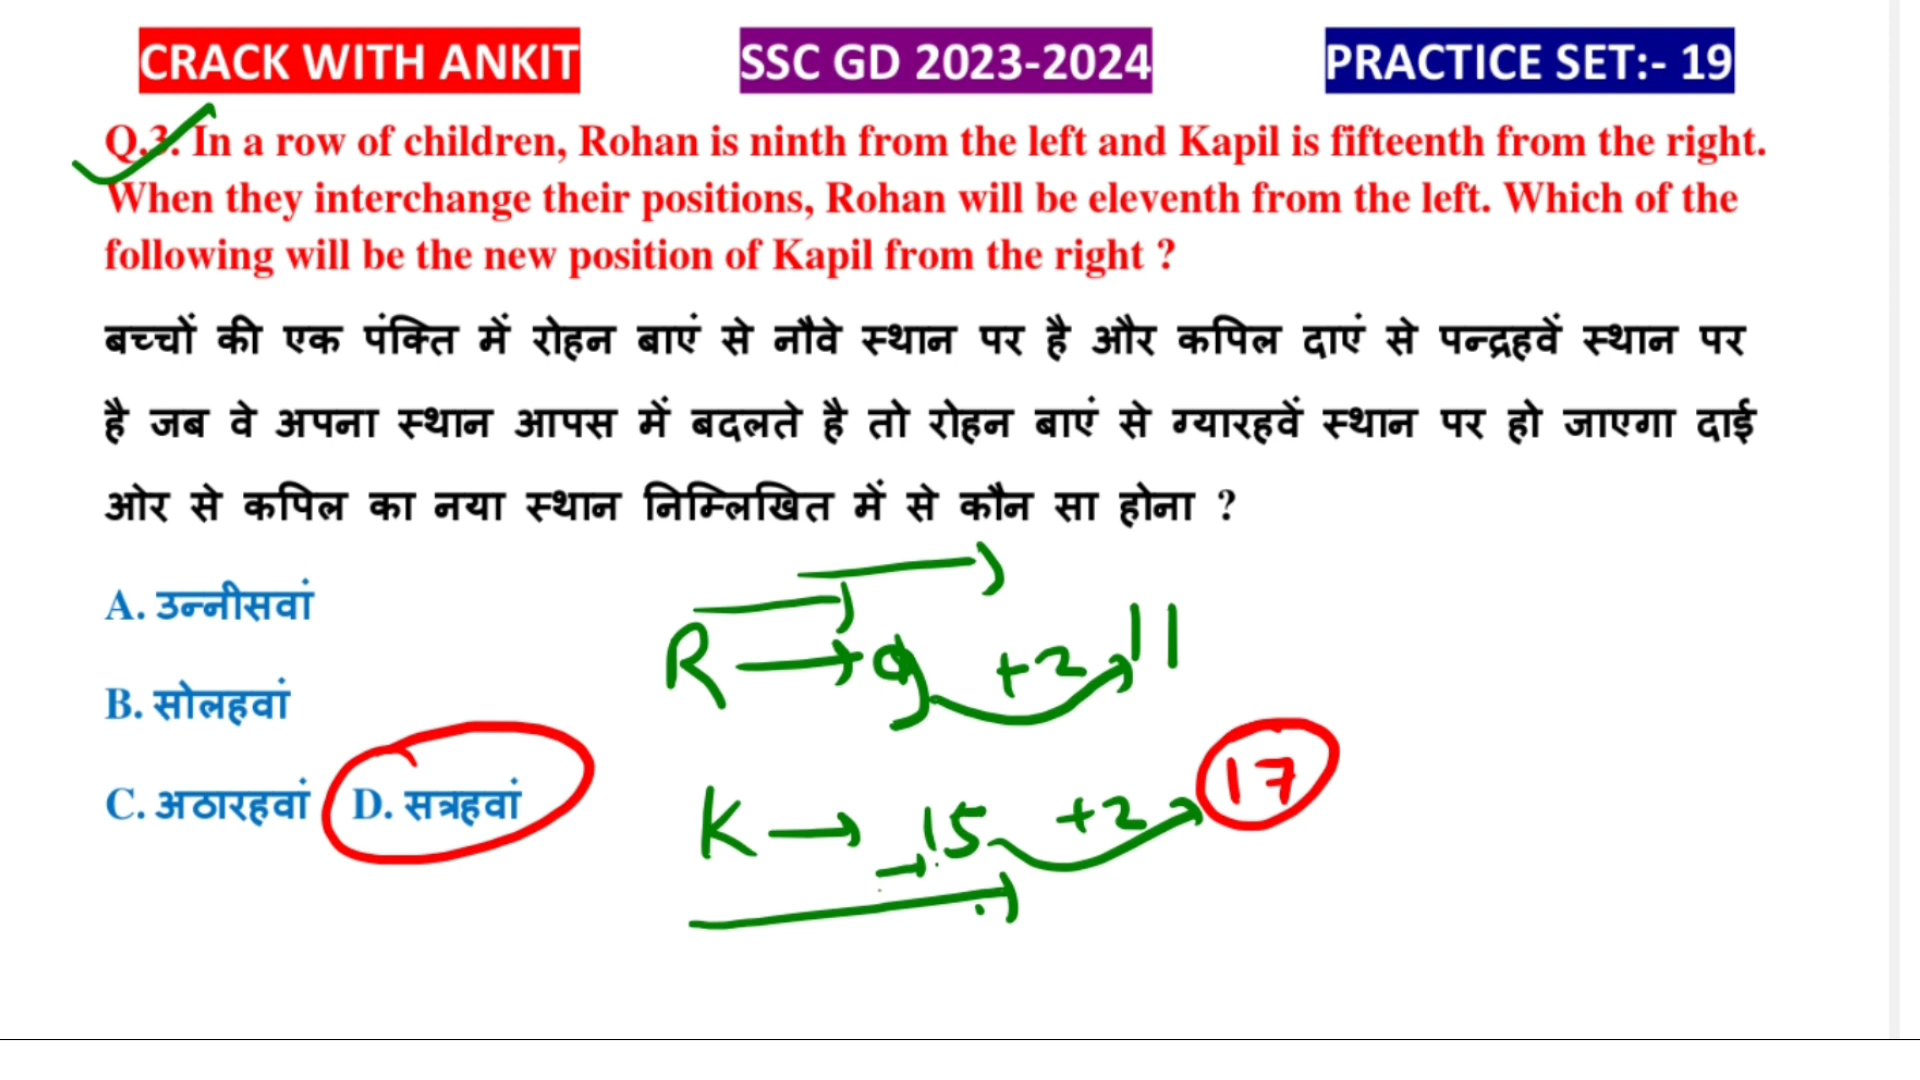 CRACK WITH ANKIT SSC GD 2023-2024 PRACTICE SET:- 19
Q.3. In a row of children, Rohan is ninth from the left and Kapil is fifteenth from the right.
When they interchange their positions, Rohan will be eleventh from the left. Which of the
following will be the new position of Kapil from the right ?
बच्चों की एक पंक्ति में रोहन बाएं से नौवे स्थान पर है और कपिल दाएं से पन्द्रहवें स्थान पर
है जब वे अपना स्थान आपस में बदलते है तो रोहन बाएं से ग्यारहवें स्थान पर हो जाएगा दाई
ओर से कपिल का नया स्थान निम्लिखित में से कौन सा होना ?
A. उन्नीसवां
R → 9 +2 11
B. सोलहवां
C. अठारहवां D. सत्रहवां
K → 15 +2 17